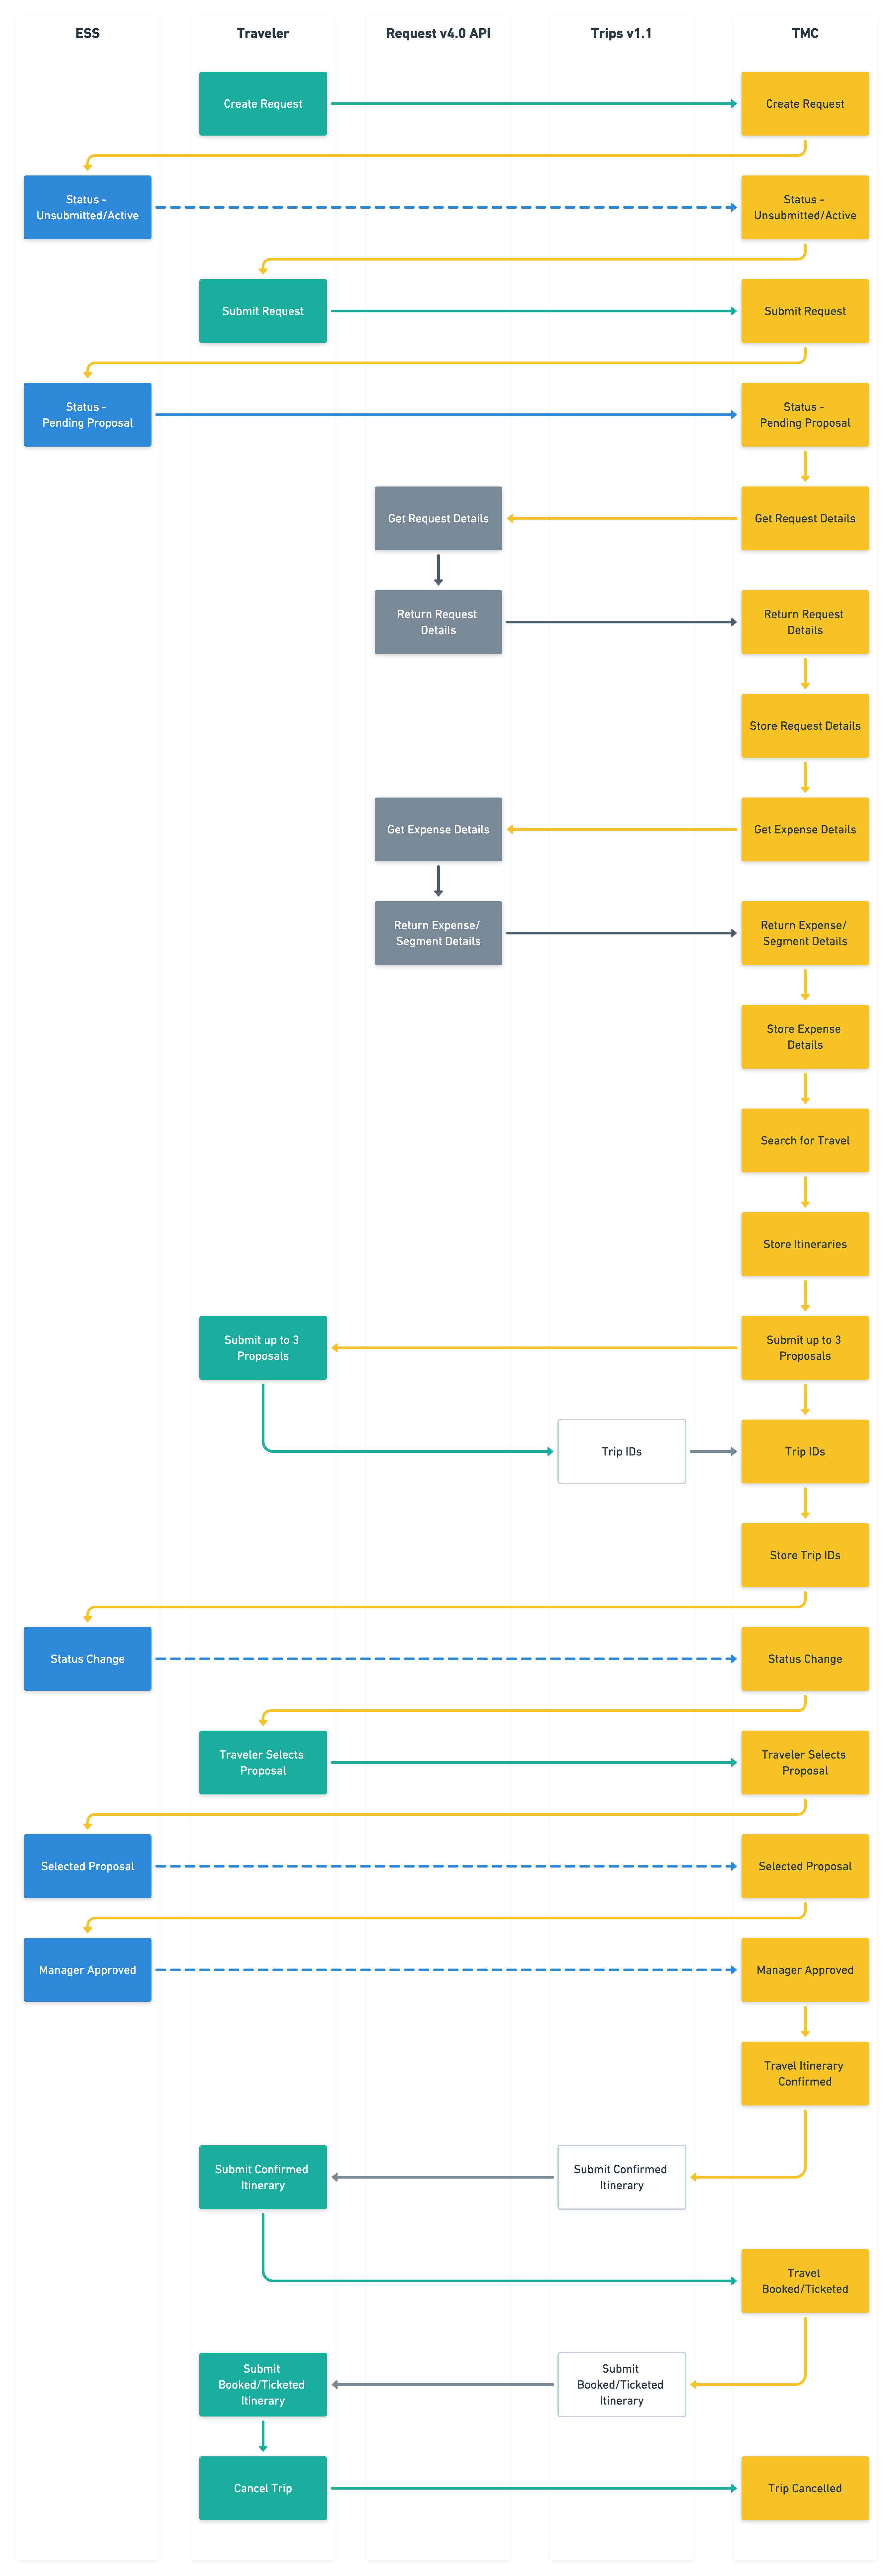 ESS
Traveler
Request v4.0 API
Trips v1.1
TMC
Create Request
Create Request
Status -
Unsubmitted/Active
Status -
Unsubmitted/Active
Submit Request
Submit Request
Status -
Pending Proposal
Status -
Pending Proposal
Get Request Details
Get Request Details
Return Request
Details
Return Request
Details
Store Request Details
Get Expense Details
Get Expense Details
Return Expense/
Segment Details
Return Expense/
Segment Details
Store Expense
Details
Search for Travel
Store Itineraries
Submit up to 3
Proposals
Submit up to 3
Proposals
Trip IDs
Trip IDs
Store Trip IDs
Status Change
Status Change
Traveler Selects
Proposal
Traveler Selects
Proposal
Selected Proposal
Selected Proposal
Manager Approved
Manager Approved
Travel Itinerary
Confirmed
Submit Confirmed
Itinerary
Submit Confirmed
Itinerary
Travel
Booked/Ticketed
Submit
Booked/Ticketed
Itinerary
Submit
Booked/Ticketed
Itinerary
Cancel Trip
Trip Cancelled